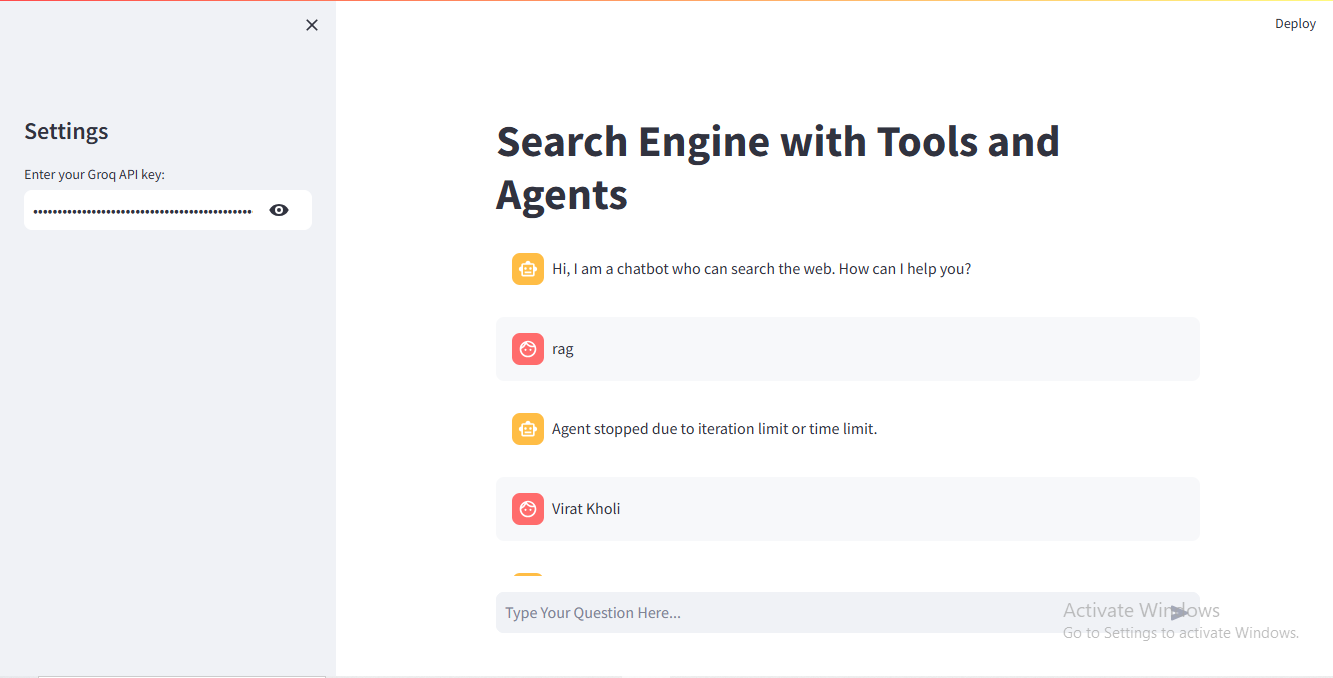 Deploy
Settings
Enter your Groq API key:
Search Engine with Tools and
Agents
Hi, I am a chatbot who can search the web. How can I help you?
rag
Agent stopped due to iteration limit or time limit.
Virat Kholi
Type Your Question Here...
Activate Windows
Go to Settings to activate Windows.